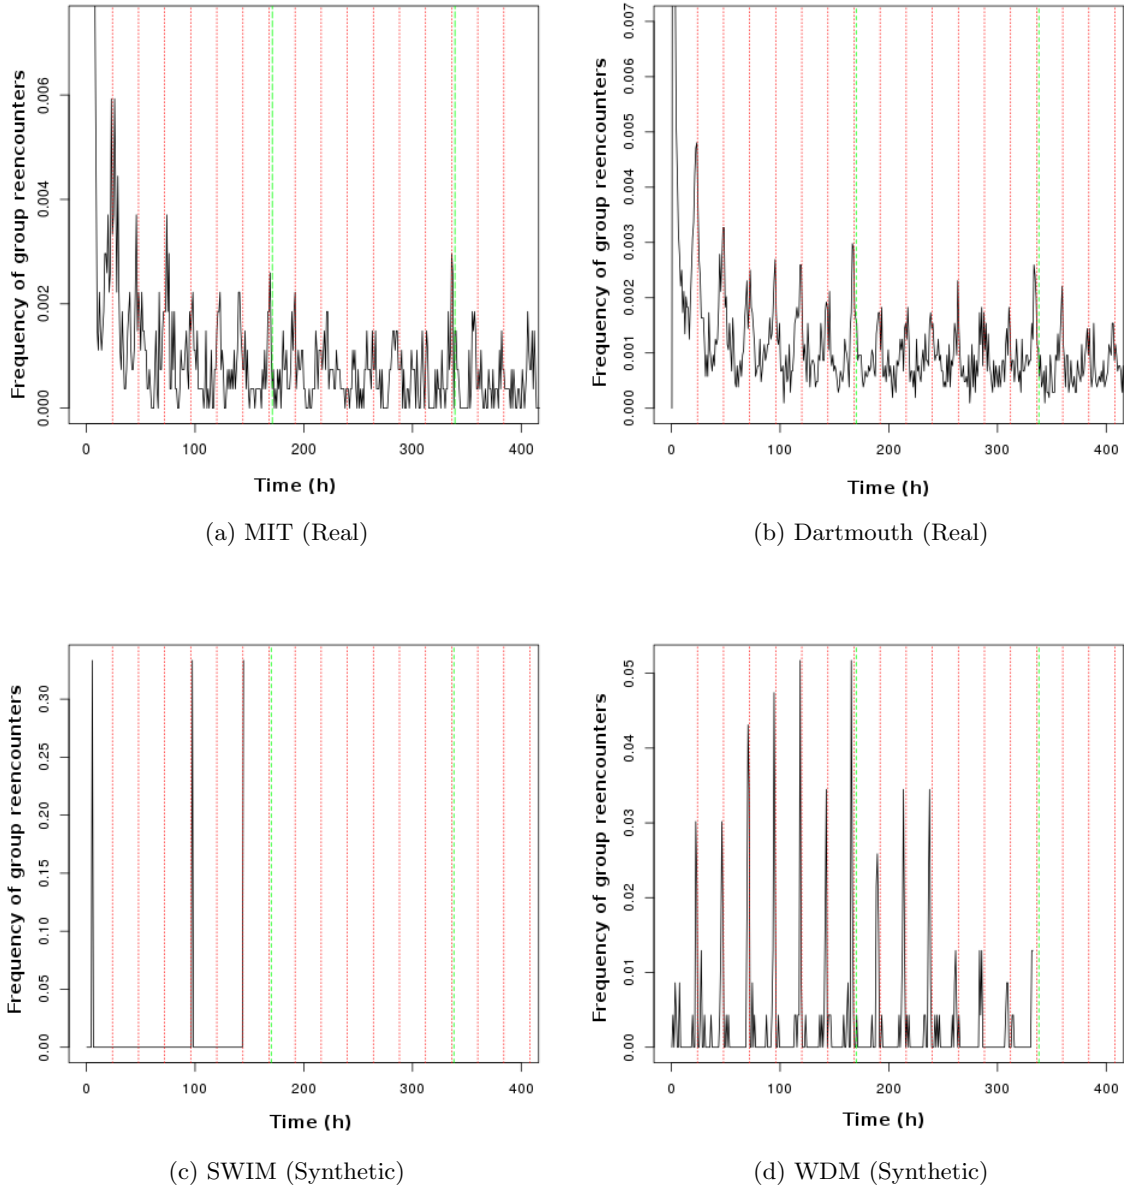 Frequency of group reencounters
0.006
0.004
0.002
0.000
0 100 200 300 400
Time (h)
(a) MIT (Real)
Frequency of group reencounters
0.007
0.006
0.005
0.004
0.003
0.002
0.001
0.000
0 100 200 300 400
Time (h)
(b) Dartmouth (Real)
Frequency of group reencounters
0.30
0.25
0.20
0.15
0.10
0.05
0.00
0 100 200 300 400
Time (h)
(c) SWIM (Synthetic)
Frequency of group reencounters
0.05
0.04
0.03
0.02
0.01
0.00
0 100 200 300 400
Time (h)
(d) WDM (Synthetic)